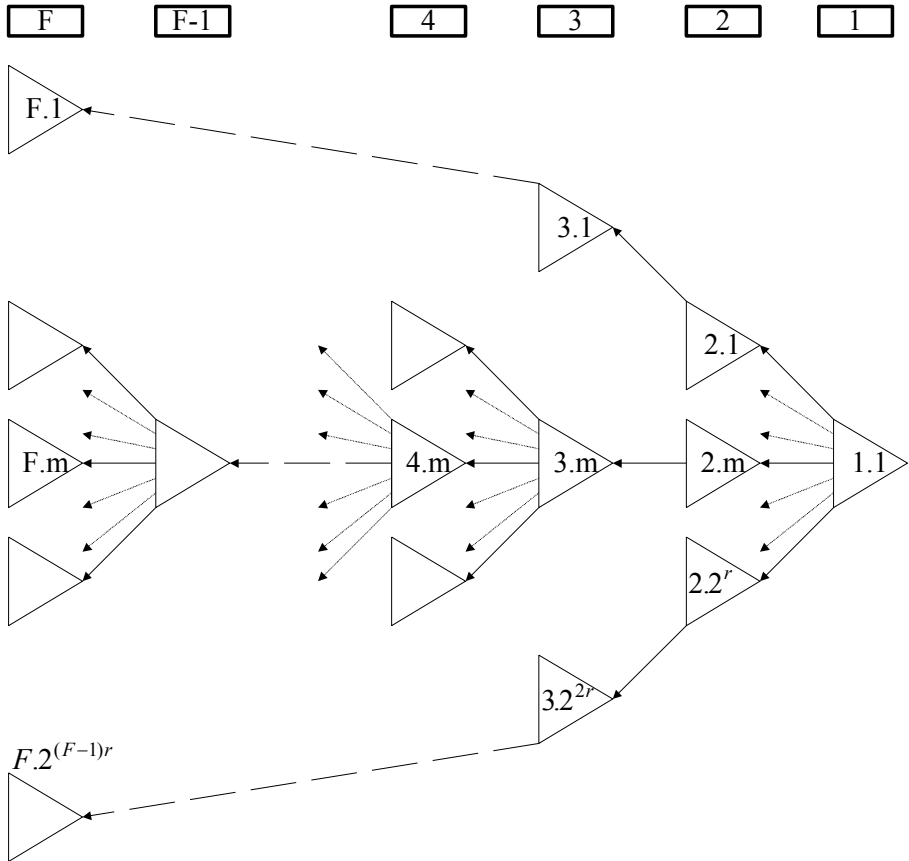 F F-1 4 3 2 1
F.1
3.1
2.1
F.m 4.m 3.m 2.m 1.1
2.2^r
3.2^{2r}
F.2^{(F-1)r}